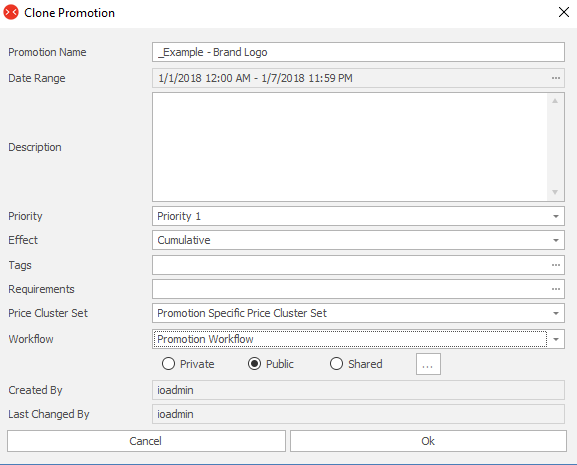 Clone Promotion
Promotion Name _Example - Brand Logo
Date Range 1/1/2018 12:00 AM - 1/7/2018 11:59 PM ...
Description
Priority Priority 1
Effect Cumulative
Tags ...
Requirements ...
Price Cluster Set Promotion Specific Price Cluster Set
Workflow Promotion Workflow
Private Public Shared ...
Created By ioadmin
Last Changed By ioadmin
Cancel Ok